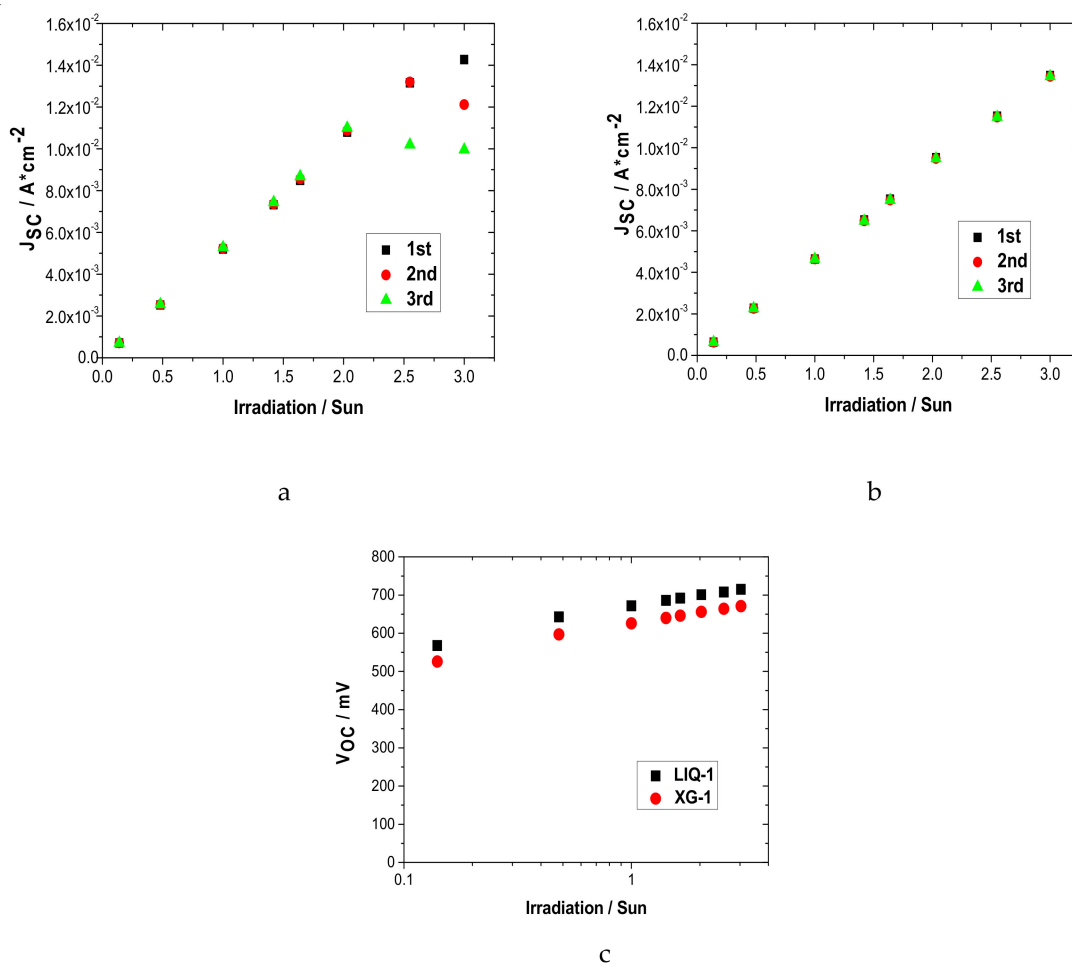 1.6x10⁻²
1.4x10⁻²
1.2x10⁻²
1.0x10⁻²
8.0x10⁻³
6.0x10⁻³
4.0x10⁻³
2.0x10⁻³
0.0
J_SC / A*cm⁻²
1st
2nd
3rd
0.0 0.5 1.0 1.5 2.0 2.5 3.0
Irradiation / Sun
a
1.6x10⁻²
1.4x10⁻²
1.2x10⁻²
1.0x10⁻²
8.0x10⁻³
6.0x10⁻³
4.0x10⁻³
2.0x10⁻³
0.0
J_SC / A*cm⁻²
1st
2nd
3rd
0.0 0.5 1.0 1.5 2.0 2.5 3.0
Irradiation / Sun
b
800
700
600
500
400
300
200
100
0
V_OC / mV
LIQ-1
XG-1
0.1 1
Irradiation / Sun
c